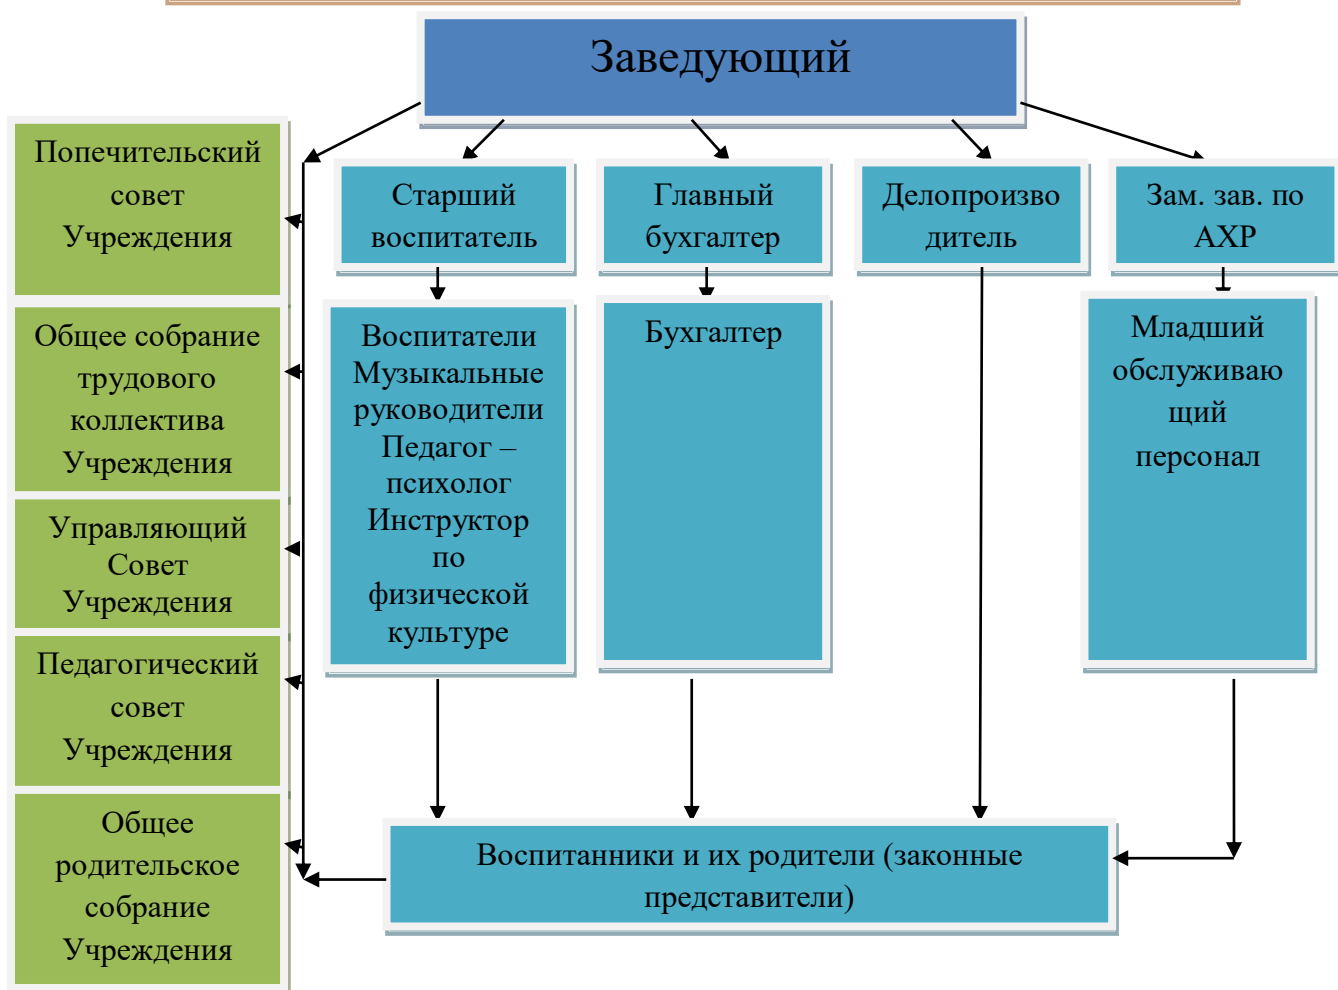 Заведующий
Попечительский
совет
Учреждения
Общее собрание
трудового
коллектива
Учреждения
Управляющий
Совет
Учреждения
Педагогический
совет
Учреждения
Общее
родительское
собрание
Учреждения
Старший
воспитатель
Главный
бухгалтер
Делопроизво
дитель
Зам. зав. по
АХР
Воспитатели
Музыкальные
руководители
Педагог –
психолог
Инструктор
по
физической
культуре
Бухгалтер
Младший
обслуживаю
щий
персонал
Воспитанники и их родители (законные
представители)